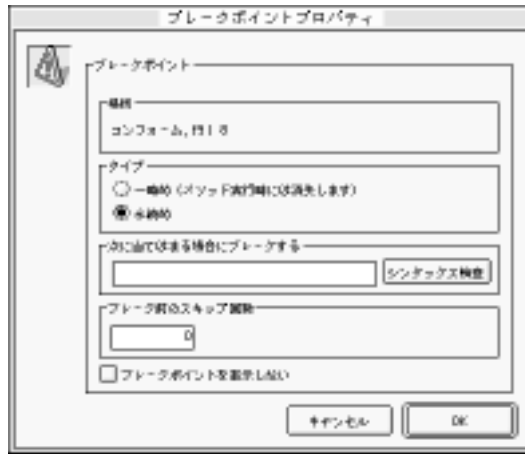 ブレークポイントプロパティ
ブレークポイント
場所
コンフォーム, 行18
タイプ
一時的 (メソッド実行時には消失します)
永続的
次に当てはまる場合にブレークする
シンタックス検査
ブレーク前のスキップ回数
0
ブレークポイントを表示しない
キャンセル
OK